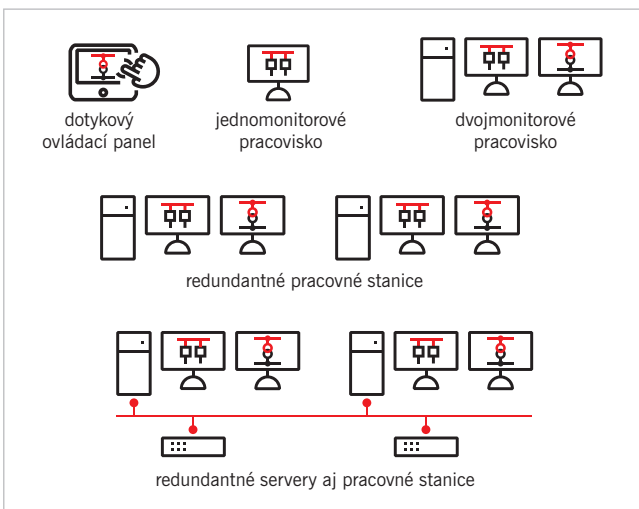 dotykový
ovládací panel
jednomonitorové
pracovisko
dvojmonitorové
pracovisko
redundantné pracovné stanice
redundantné servery aj pracovné stanice